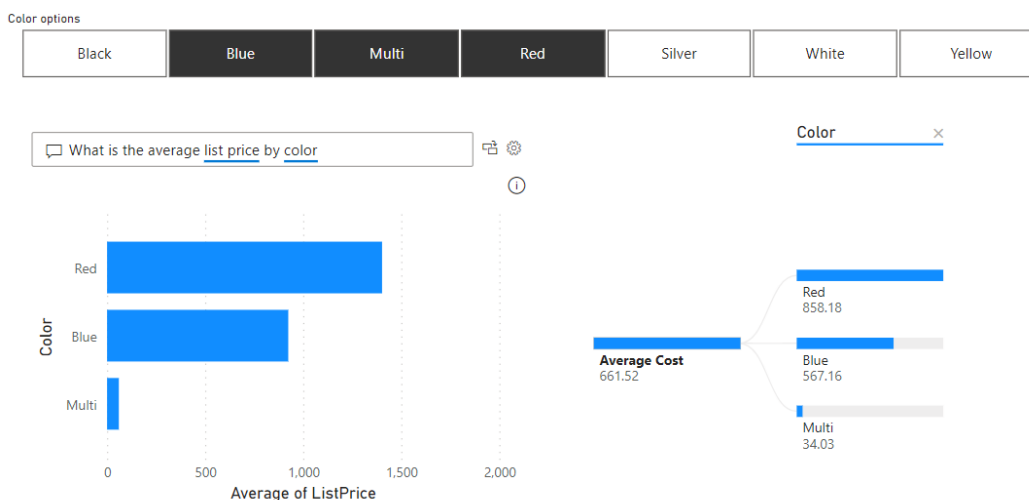 Color options
Black Blue Multi Red Silver White Yellow
What is the average list price by color
Color
Red
Blue
Multi
Color
0 500 1,000 1,500 2,000
Average of ListPrice
Average Cost
661.52
Red
858.18
Blue
567.16
Multi
34.03